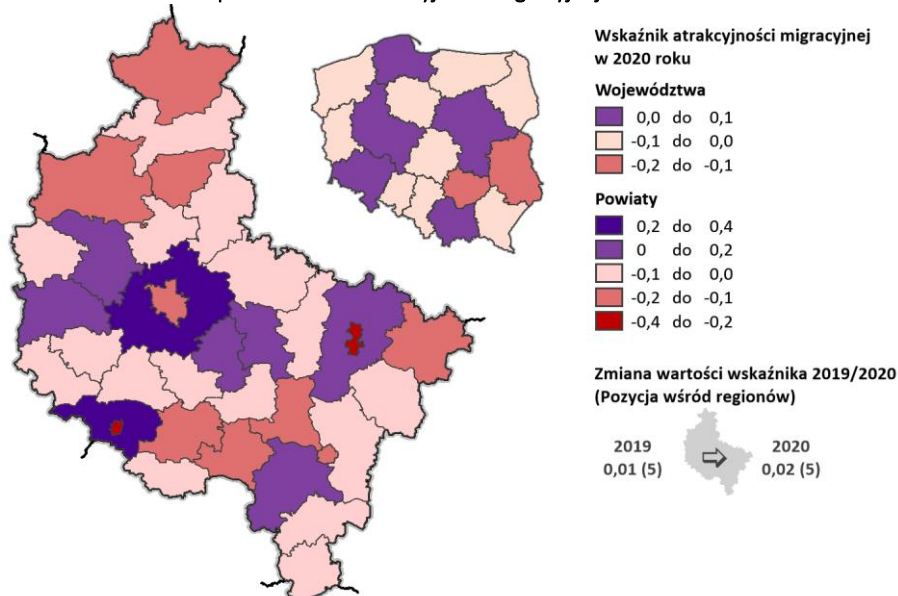 Wskaźnik atrakcyjności migracyjnej
w 2020 roku
Województwa
0,0 do 0,1
-0,1 do 0,0
-0,2 do -0,1
Powiaty
0,2 do 0,4
0 do 0,2
-0,1 do 0,0
-0,2 do -0,1
-0,4 do -0,2
Zmiana wartości wskaźnika 2019/2020
(Pozycja wśród regionów)
2019 2020
0,01 (5) 0,02 (5)